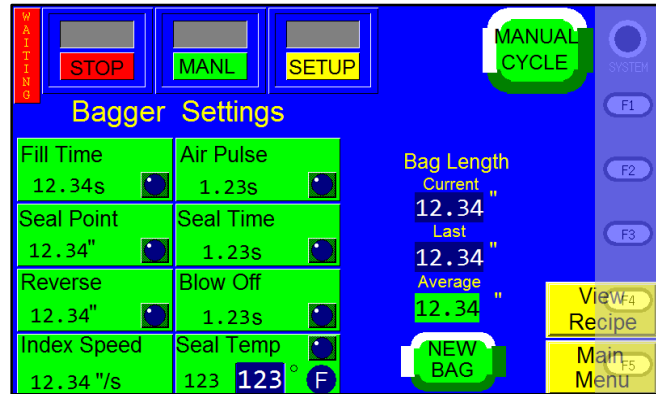 WAITING
STOP
MANL
SETUP
MANUAL
CYCLE
SYSTEM
Bagger Settings
F1
Fill Time
12.34s
Air Pulse
1.23s
Bag Length
Current
12.34 "
F2
Seal Point
12.34"
Seal Time
1.23s
Last
12.34 "
F3
Reverse
12.34"
Blow Off
1.23s
Average
12.34 "
View
Recipe
F4
Index Speed
12.34 "/s
Seal Temp
123 123 ° F
NEW
BAG
Main
Menu
F5